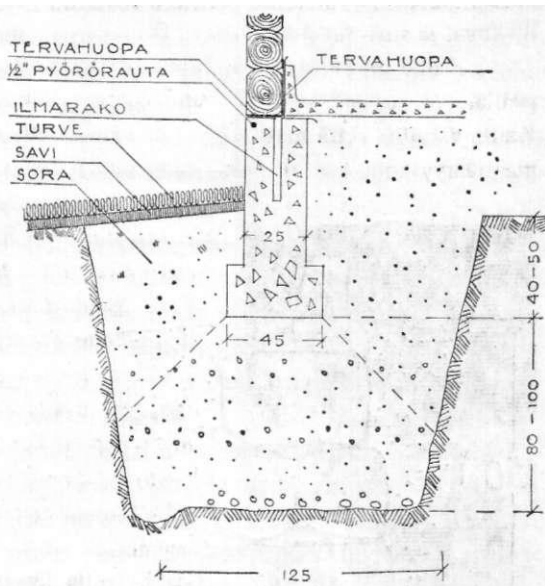 TERVAHUOPA
½" PYÖRÖRAUTA
ILMARAKO
TURVE
SAVI
SORA
TERVAHUOPA
25
45
40-50
80-100
125